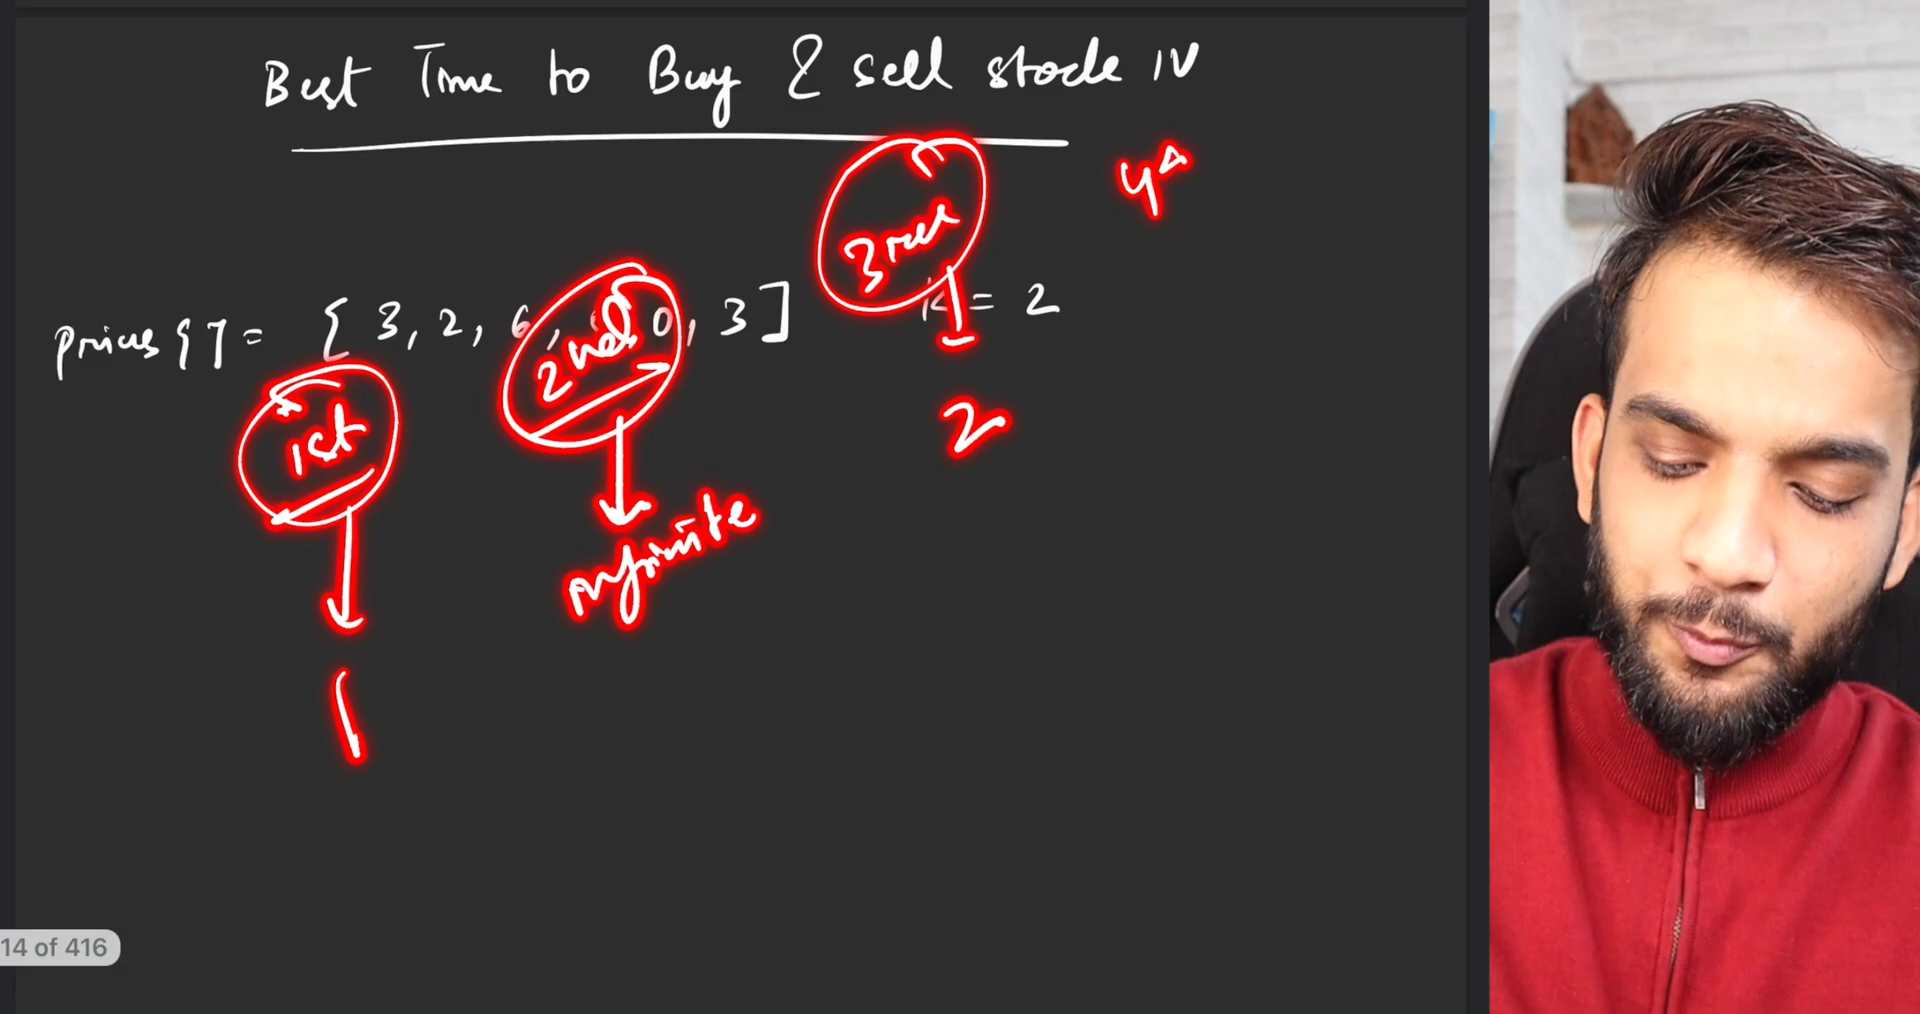 Best Time to Buy & sell stock IV
3rd
prices[] = [3, 2, 6, 0, 3] = 2
2nd
1st
2
infinite
1
14 of 416